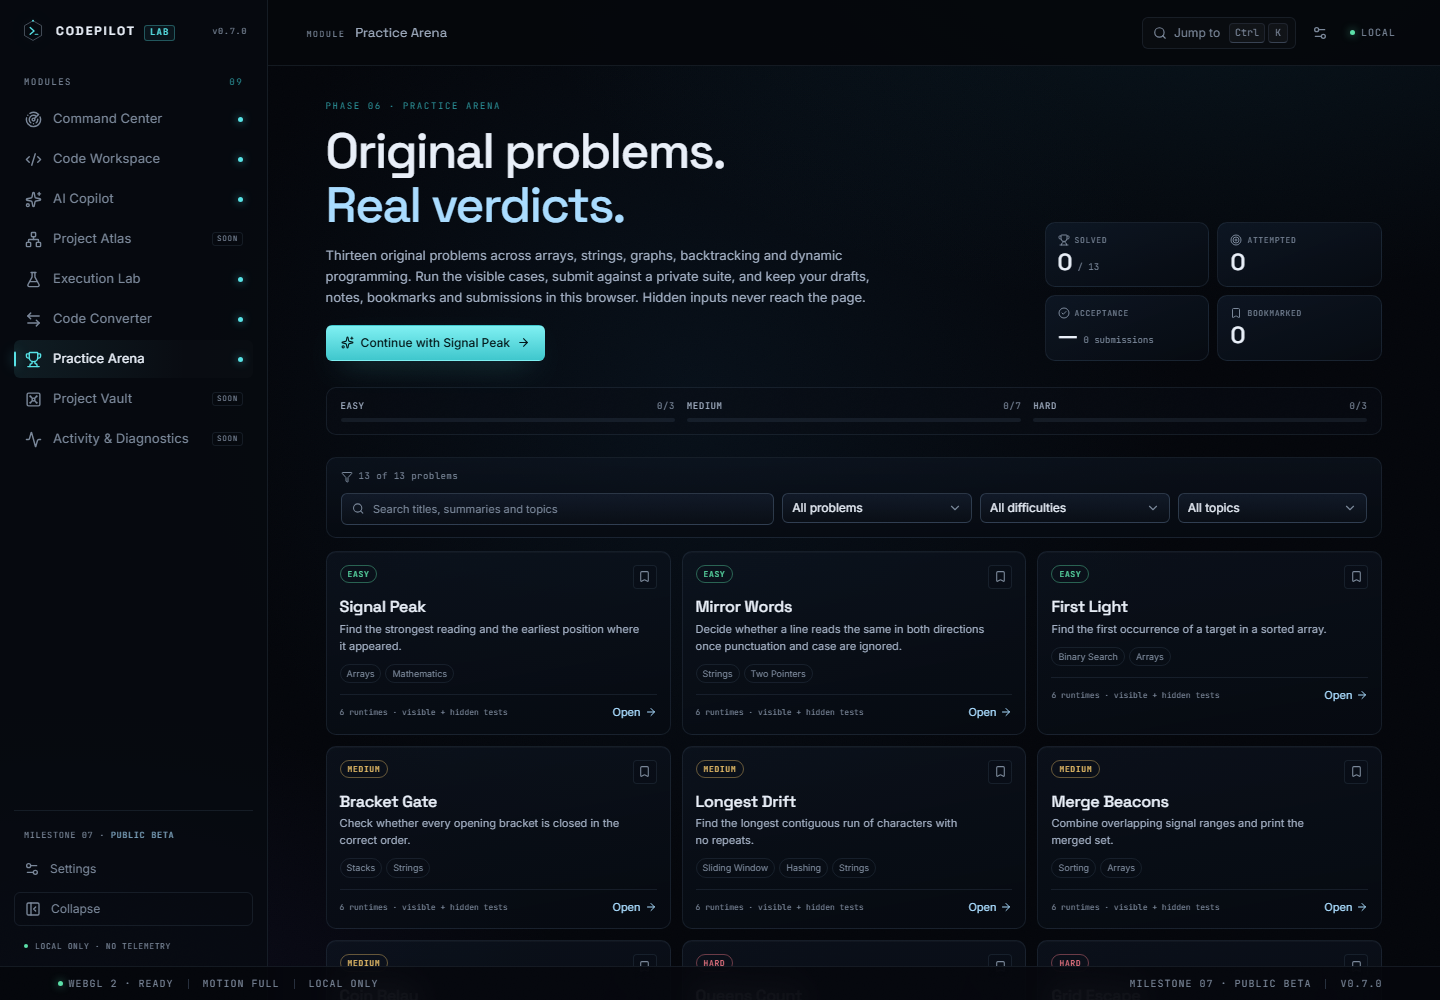 CODEPILOT LAB v0.7.0
MODULES 09
Command Center
Code Workspace
AI Copilot
Project Atlas SOON
Execution Lab
Code Converter
Practice Arena
Project Vault SOON
Activity & Diagnostics SOON
MILESTONE 07 · PUBLIC BETA
Settings
Collapse
LOCAL ONLY · NO TELEMETRY
MODULE Practice Arena
Jump to Ctrl K
LOCAL
PHASE 06 · PRACTICE ARENA
Original problems.
Real verdicts.
Thirteen original problems across arrays, strings, graphs, backtracking and dynamic
programming. Run the visible cases, submit against a private suite, and keep your drafts,
notes, bookmarks and submissions in this browser. Hidden inputs never reach the page.
Continue with Signal Peak
SOLVED
0 / 13
ATTEMPTED
0
ACCEPTANCE
— 0 submissions
BOOKMARKED
0
EASY 0/3
MEDIUM 0/7
HARD 0/3
13 of 13 problems
Search titles, summaries and topics
All problems
All difficulties
All topics
EASY
Signal Peak
Find the strongest reading and the earliest position where
it appeared.
Arrays Mathematics
6 runtimes · visible + hidden tests Open
EASY
Mirror Words
Decide whether a line reads the same in both directions
once punctuation and case are ignored.
Strings Two Pointers
6 runtimes · visible + hidden tests Open
EASY
First Light
Find the first occurrence of a target in a sorted array.
Binary Search Arrays
6 runtimes · visible + hidden tests Open
MEDIUM
Bracket Gate
Check whether every opening bracket is closed in the
correct order.
Stacks Strings
6 runtimes · visible + hidden tests Open
MEDIUM
Longest Drift
Find the longest contiguous run of characters with
no repeats.
Sliding Window Hashing Strings
6 runtimes · visible + hidden tests Open
MEDIUM
Merge Beacons
Combine overlapping signal ranges and print the
merged set.
Sorting Arrays
6 runtimes · visible + hidden tests Open
MEDIUM
HARD
HARD
WEBGL 2 · READY
MOTION FULL
LOCAL ONLY
MILESTONE 07 · PUBLIC BETA
V0.7.0